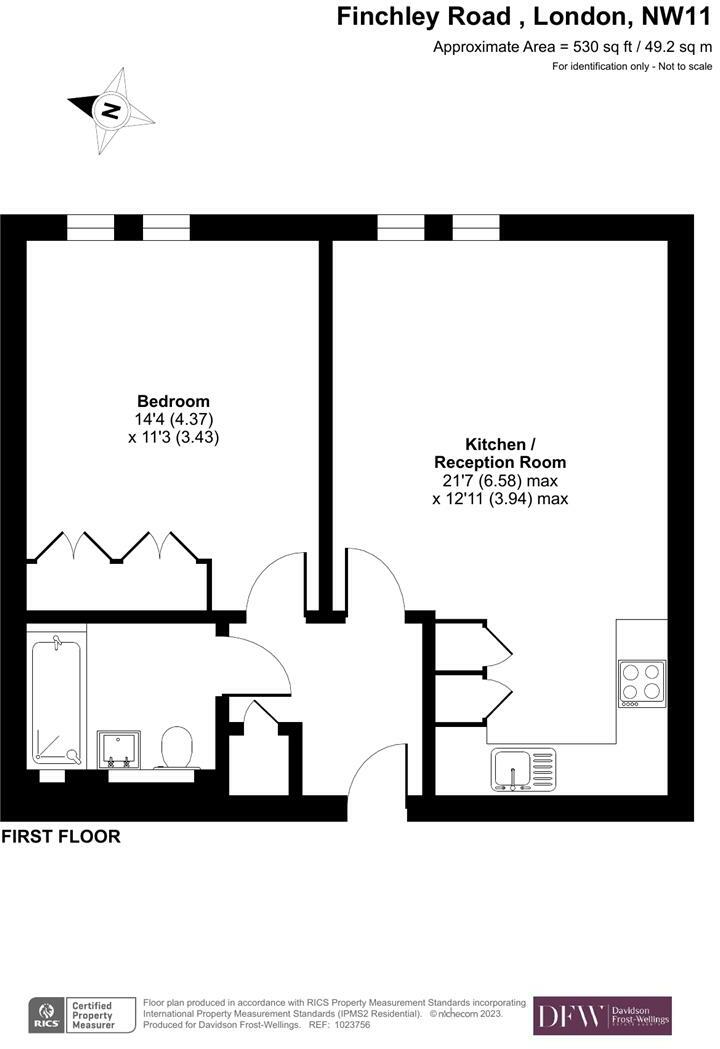 Finchley Road , London, NW11
Approximate Area = 530 sq ft / 49.2 sq m
For identification only - Not to scale
N
Bedroom
14'4 (4.37)
x 11'3 (3.43)
Kitchen /
Reception Room
21'7 (6.58) max
x 12'11 (3.94) max
FIRST FLOOR
RICS
Certified
Property
Measurer
Floor plan produced in accordance with RICS Property Measurement Standards incorporating
International Property Measurement Standards (IPMS2 Residential). © nichecom 2023.
Produced for Davidson Frost-Wellings. REF: 1023756
DFW
Davidson
Frost-Wellings
ESTATE AGENTS